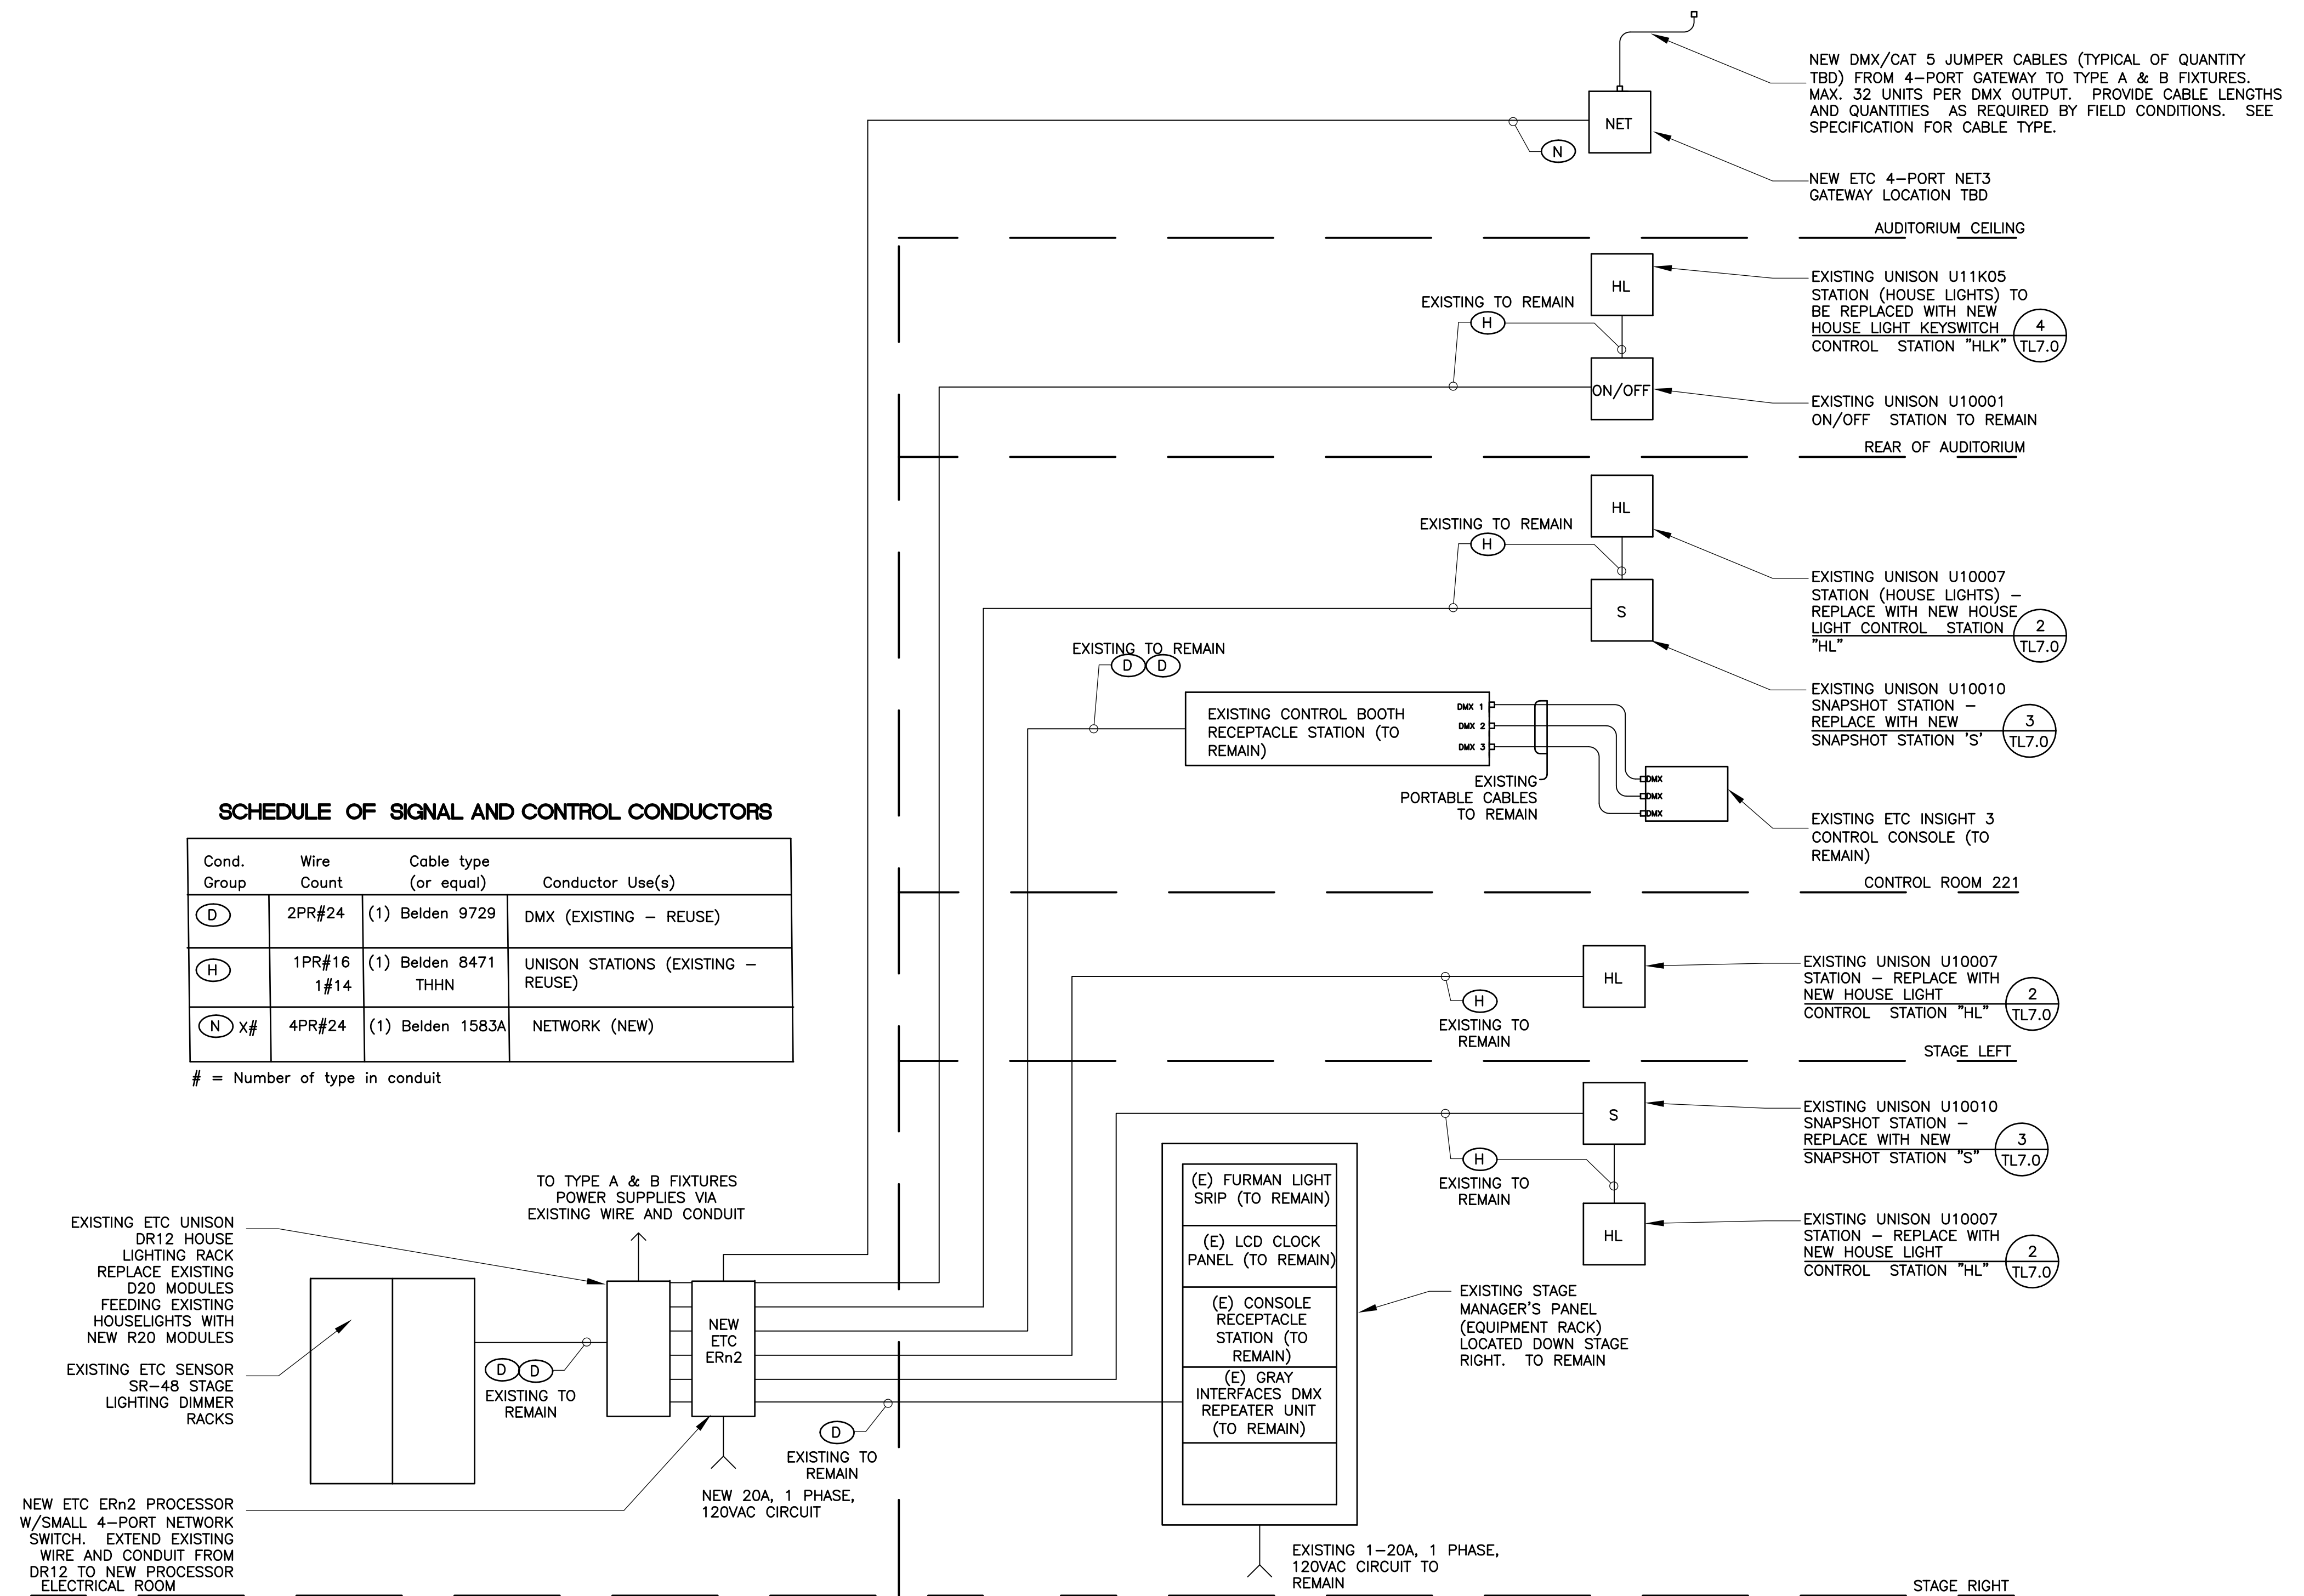 NEW DMX/CAT 5 JUMPER CABLES (TYPICAL OF QUANTITY
TBD) FROM 4-PORT GATEWAY TO TYPE A & B FIXTURES.
MAX. 32 UNITS PER DMX OUTPUT. PROVIDE CABLE LENGTHS
AND QUANTITIES AS REQUIRED BY FIELD CONDITIONS. SEE
SPECIFICATION FOR CABLE TYPE.
NET
N
NEW ETC 4-PORT NET3
GATEWAY LOCATION TBD
AUDITORIUM CEILING
HL
EXISTING TO REMAIN
H
ON/OFF
EXISTING UNISON U11K05
STATION (HOUSE LIGHTS) TO
BE REPLACED WITH NEW
HOUSE LIGHT KEYSWITCH
CONTROL STATION "HLK"
4
TL7.0
EXISTING UNISON U10001
ON/OFF STATION TO REMAIN
REAR OF AUDITORIUM
HL
EXISTING TO REMAIN
H
S
EXISTING UNISON U10007
STATION (HOUSE LIGHTS) -
REPLACE WITH NEW HOUSE
LIGHT CONTROL STATION
"HL"
2
TL7.0
EXISTING TO REMAIN
D D
EXISTING CONTROL BOOTH
RECEPTACLE STATION (TO
REMAIN)
DMX 1
DMX 2
DMX 3
EXISTING
PORTABLE CABLES
TO REMAIN
DMX
DMX
DMX
EXISTING UNISON U10010
SNAPSHOT STATION -
REPLACE WITH NEW
SNAPSHOT STATION 'S'
3
TL7.0
EXISTING ETC INSIGHT 3
CONTROL CONSOLE (TO
REMAIN)
CONTROL ROOM 221
SCHEDULE OF SIGNAL AND CONTROL CONDUCTORS
Cond. Group
Wire Count
Cable type (or equal)
Conductor Use(s)
D
2PR#24
(1) Belden 9729
DMX (EXISTING - REUSE)
H
1PR#16
1#14
(1) Belden 8471
THHN
UNISON STATIONS (EXISTING -
REUSE)
N X#
4PR#24
(1) Belden 1583A
NETWORK (NEW)
# = Number of type in conduit
HL
H
EXISTING TO
REMAIN
EXISTING UNISON U10007
STATION - REPLACE WITH
NEW HOUSE LIGHT
CONTROL STATION "HL"
2
TL7.0
STAGE LEFT
S
H
EXISTING TO
REMAIN
HL
EXISTING UNISON U10010
SNAPSHOT STATION -
REPLACE WITH NEW
SNAPSHOT STATION "S"
3
TL7.0
EXISTING UNISON U10007
STATION - REPLACE WITH
NEW HOUSE LIGHT
CONTROL STATION "HL"
2
TL7.0
(E) FURMAN LIGHT
SRIP (TO REMAIN)
(E) LCD CLOCK
PANEL (TO REMAIN)
(E) CONSOLE
RECEPTACLE
STATION (TO
REMAIN)
(E) GRAY
INTERFACES DMX
REPEATER UNIT
(TO REMAIN)
EXISTING STAGE
MANAGER'S PANEL
(EQUIPMENT RACK)
LOCATED DOWN STAGE
RIGHT. TO REMAIN
EXISTING 1-20A, 1 PHASE,
120VAC CIRCUIT TO
REMAIN
STAGE RIGHT
TO TYPE A & B FIXTURES
POWER SUPPLIES VIA
EXISTING WIRE AND CONDUIT
EXISTING ETC UNISON
DR12 HOUSE
LIGHTING RACK
REPLACE EXISTING
D20 MODULES
FEEDING EXISTING
HOUSELIGHTS WITH
NEW R20 MODULES
EXISTING ETC SENSOR
SR-48 STAGE
LIGHTING DIMMER
RACKS
D D
EXISTING TO
REMAIN
NEW
ETC
ERn2
D
EXISTING TO
REMAIN
NEW 20A, 1 PHASE,
120VAC CIRCUIT
NEW ETC ERn2 PROCESSOR
W/SMALL 4-PORT NETWORK
SWITCH. EXTEND EXISTING
WIRE AND CONDUIT FROM
DR12 TO NEW PROCESSOR
ELECTRICAL ROOM